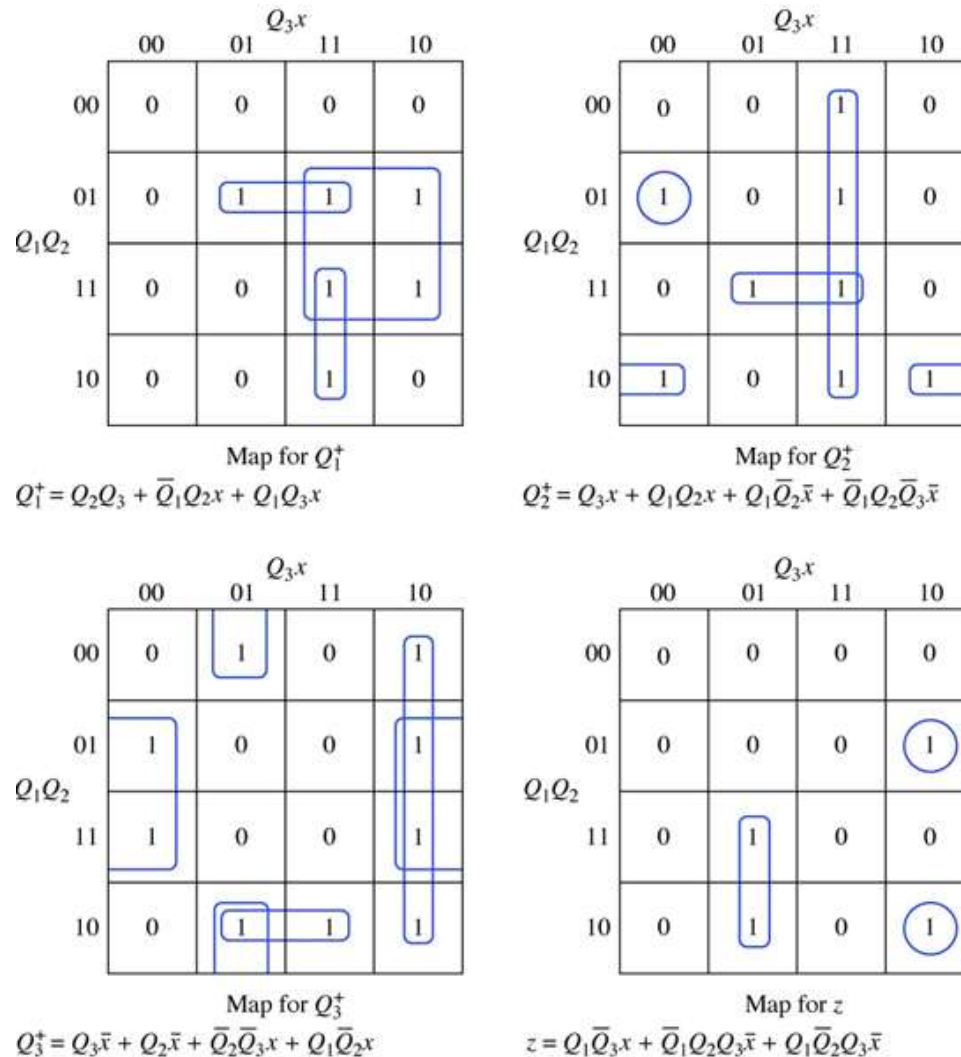 Q₃x
00 01 11 10
00 0 0 0 0
01 0 1 1 1
Q₁Q₂
11 0 0 1 1
10 0 0 1 0
Map for Q₁⁺
Q₁⁺ = Q₂Q₃ + Q̅₁Q₂x + Q₁Q₃x
Q₃x
00 01 11 10
00 0 0 1 0
01 1 0 1 0
Q₁Q₂
11 0 1 1 0
10 1 0 1 1
Map for Q₂⁺
Q₂⁺ = Q₃x + Q₁Q₂x + Q₁Q̅₂x̅ + Q̅₁Q₂Q̅₃x̅
Q₃x
00 01 11 10
00 0 1 0 1
01 1 0 0 1
Q₁Q₂
11 1 0 0 1
10 0 1 1 1
Map for Q₃⁺
Q₃⁺ = Q₃x̅ + Q₂x̅ + Q̅₂Q̅₃x + Q₁Q̅₂x
Q₃x
00 01 11 10
00 0 0 0 0
01 0 0 0 1
Q₁Q₂
11 0 1 0 0
10 0 1 0 1
Map for z
z = Q₁Q̅₃x + Q̅₁Q₂Q₃x̅ + Q₁Q̅₂Q₃x̅